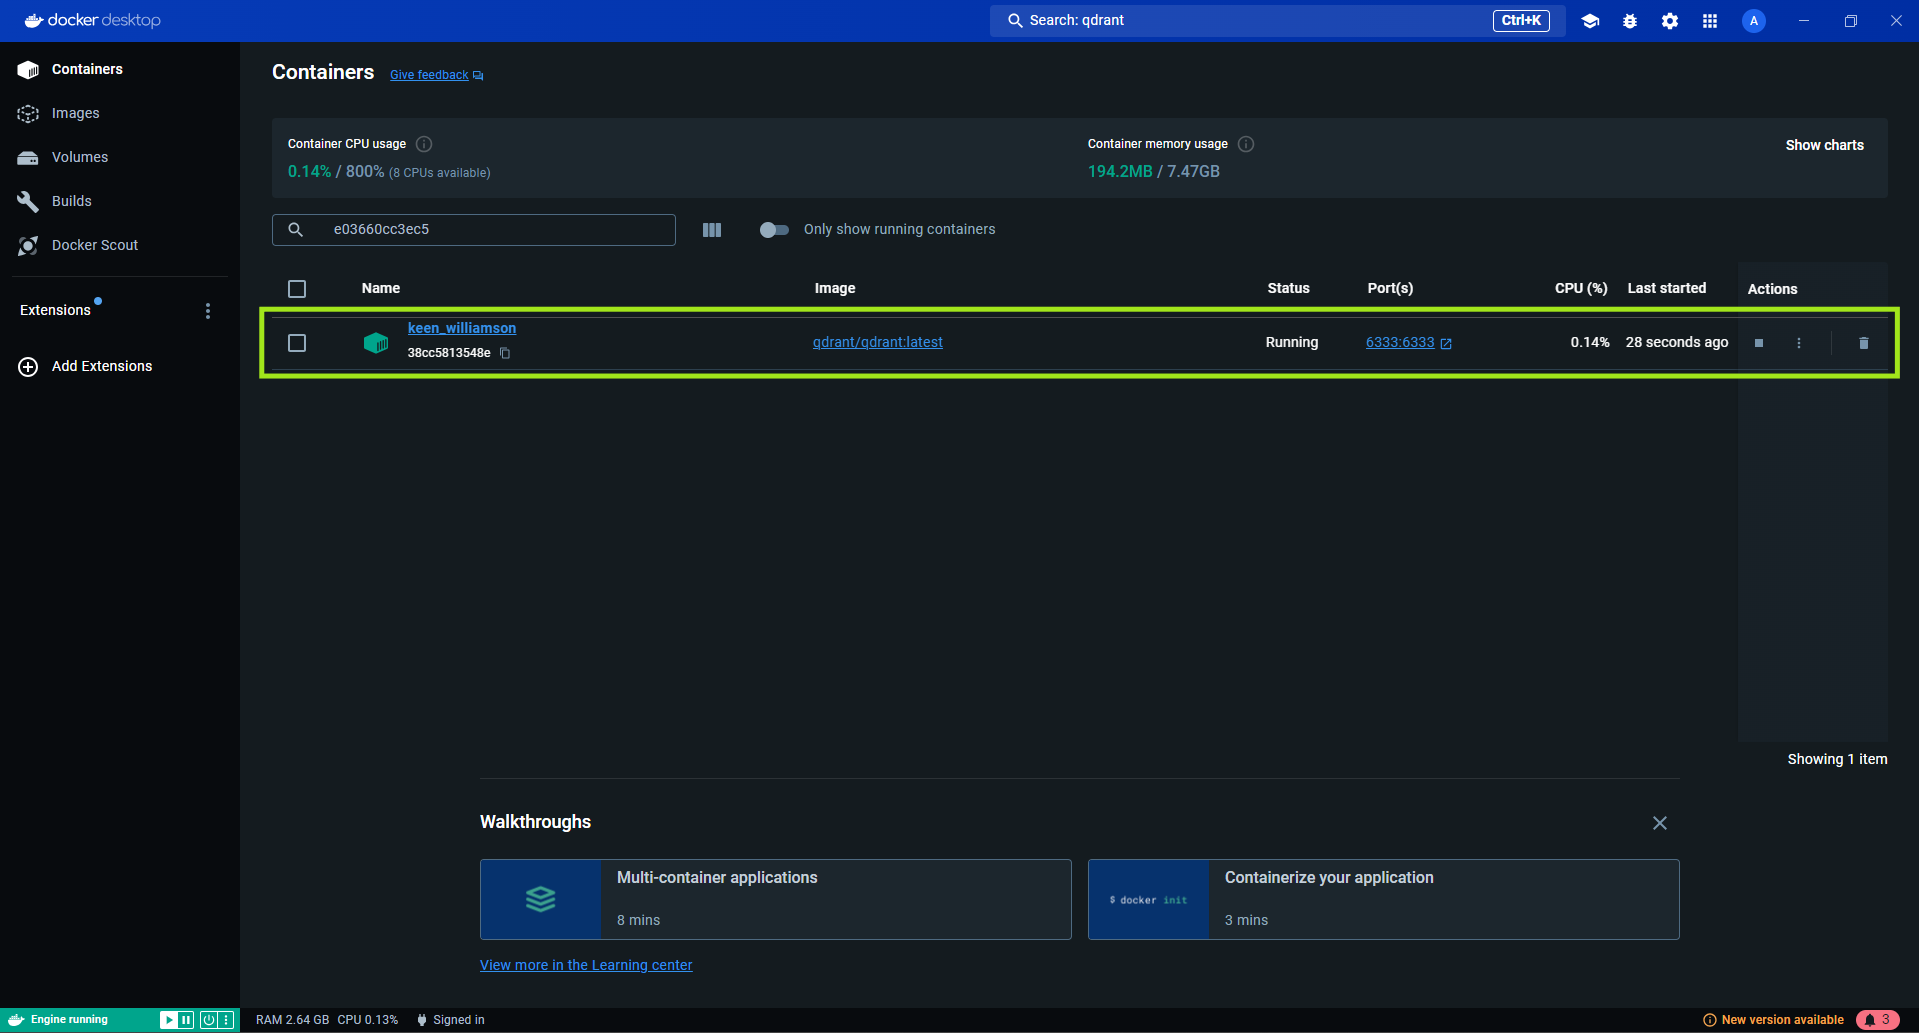 docker desktop
Search: qdrant
Ctrl+K
A
Containers
Images
Volumes
Builds
Docker Scout
Extensions
Add Extensions
Containers Give feedback
Container CPU usage
0.14% / 800% (8 CPUs available)
Container memory usage
194.2MB / 7.47GB
Show charts
e03660cc3ec5
Only show running containers
Name Image Status Port(s) CPU (%) Last started Actions
keen_williamson
38cc5813548e
qdrant/qdrant:latest Running 6333:6333 0.14% 28 seconds ago
Showing 1 item
Walkthroughs
Multi-container applications
8 mins
$ docker init
Containerize your application
3 mins
View more in the Learning center
Engine running
RAM 2.64 GB CPU 0.13% Signed in
New version available
3